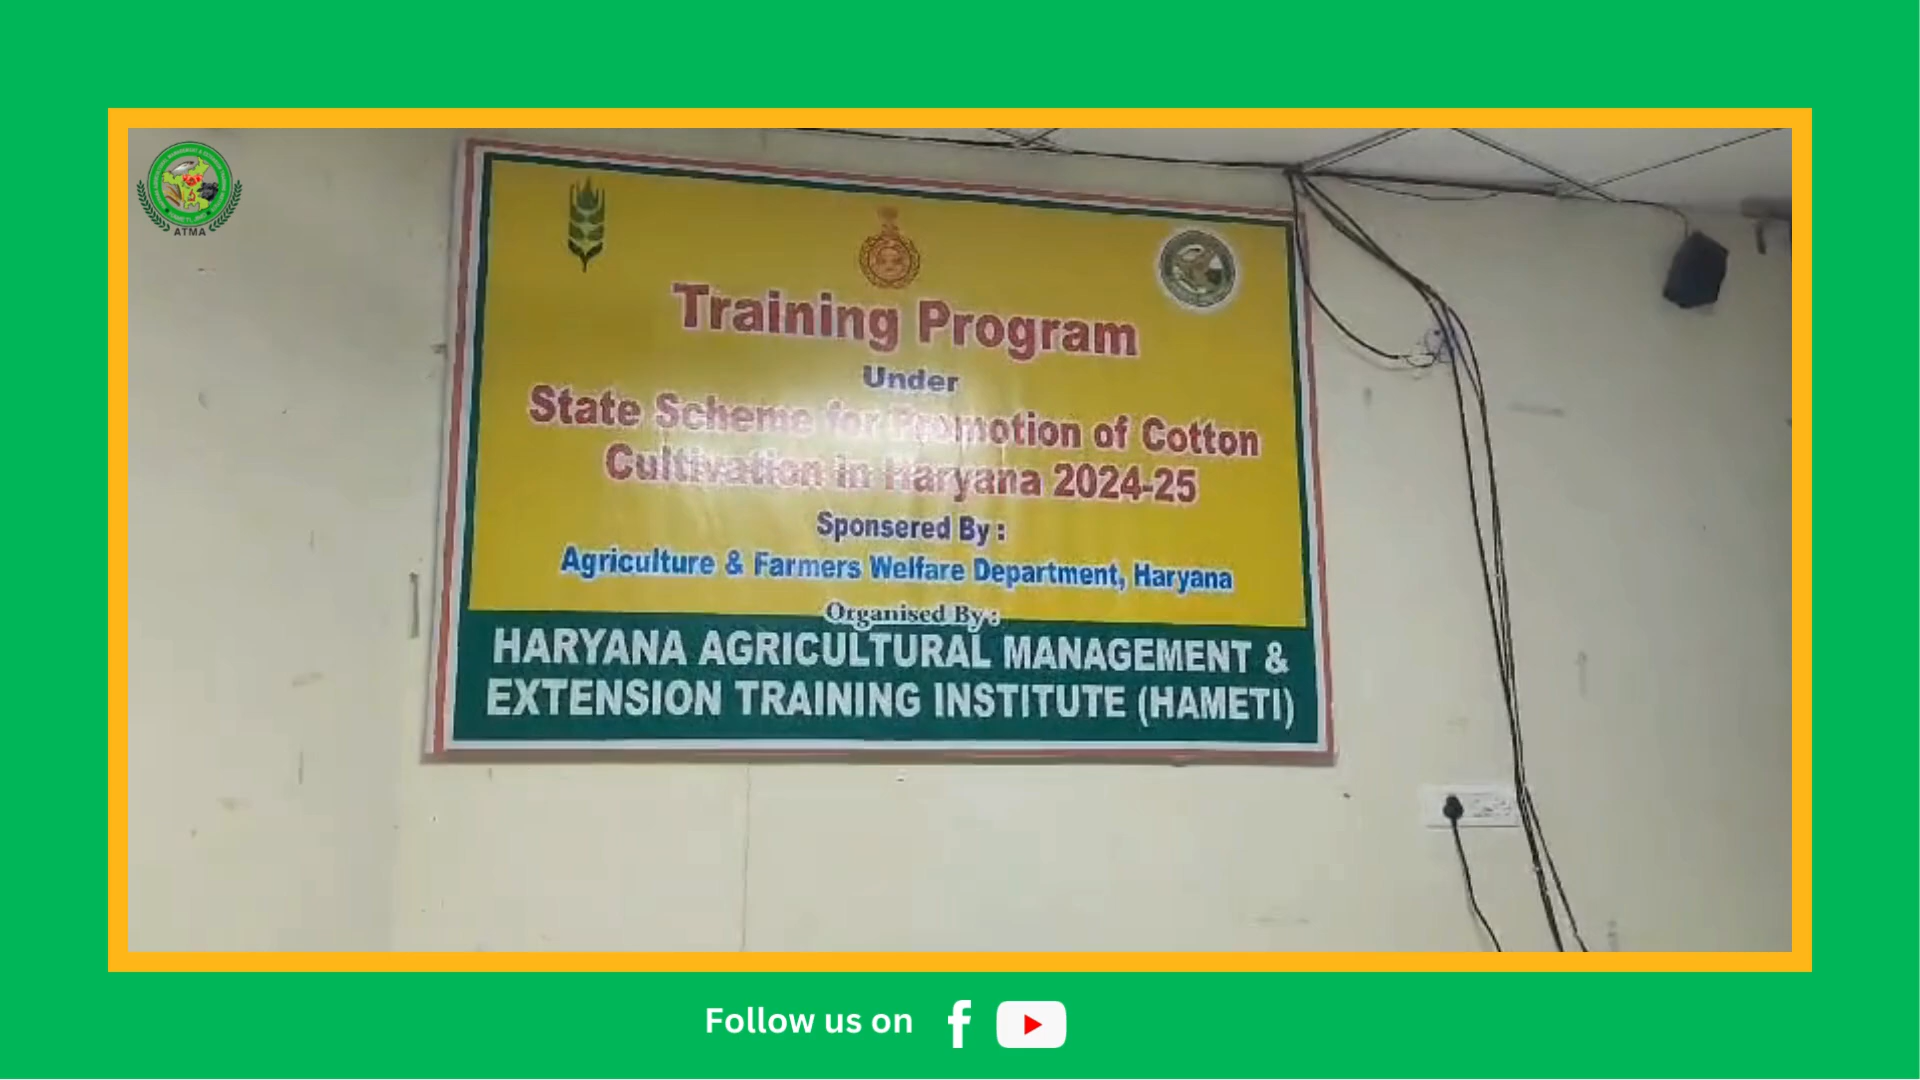 ATMA
Training Program
Under
State Scheme for Promotion of Cotton
Cultivation in Haryana 2024-25
Sponsered By :
Agriculture & Farmers Welfare Department, Haryana
Organised By :
HARYANA AGRICULTURAL MANAGEMENT &
EXTENSION TRAINING INSTITUTE (HAMETI)
Follow us on